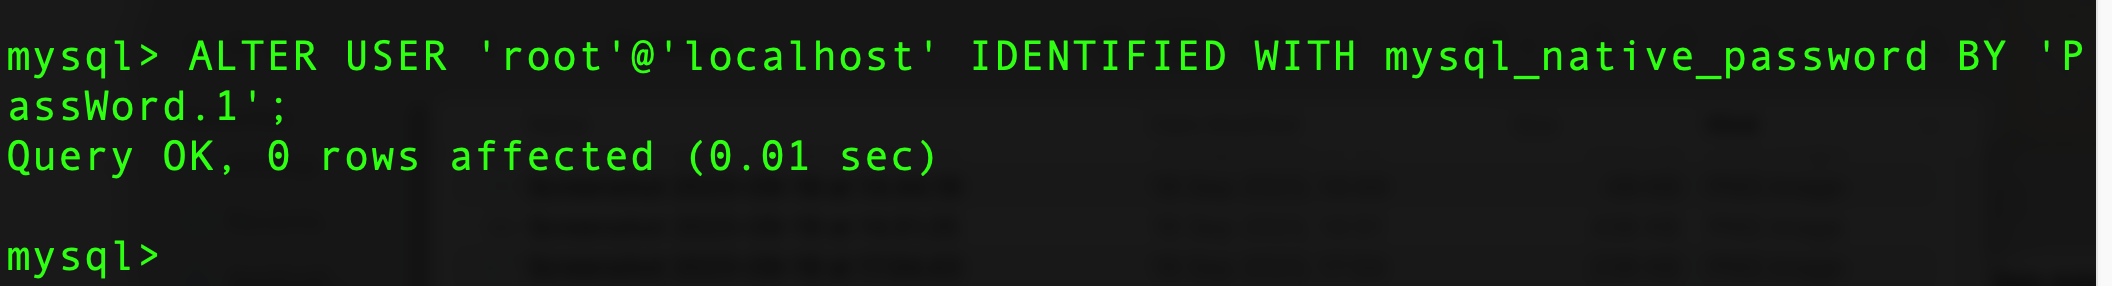 mysql> ALTER USER 'root'@'localhost' IDENTIFIED WITH mysql_native_password BY 'P
assWord.1';
Query OK, 0 rows affected (0.01 sec)
mysql>